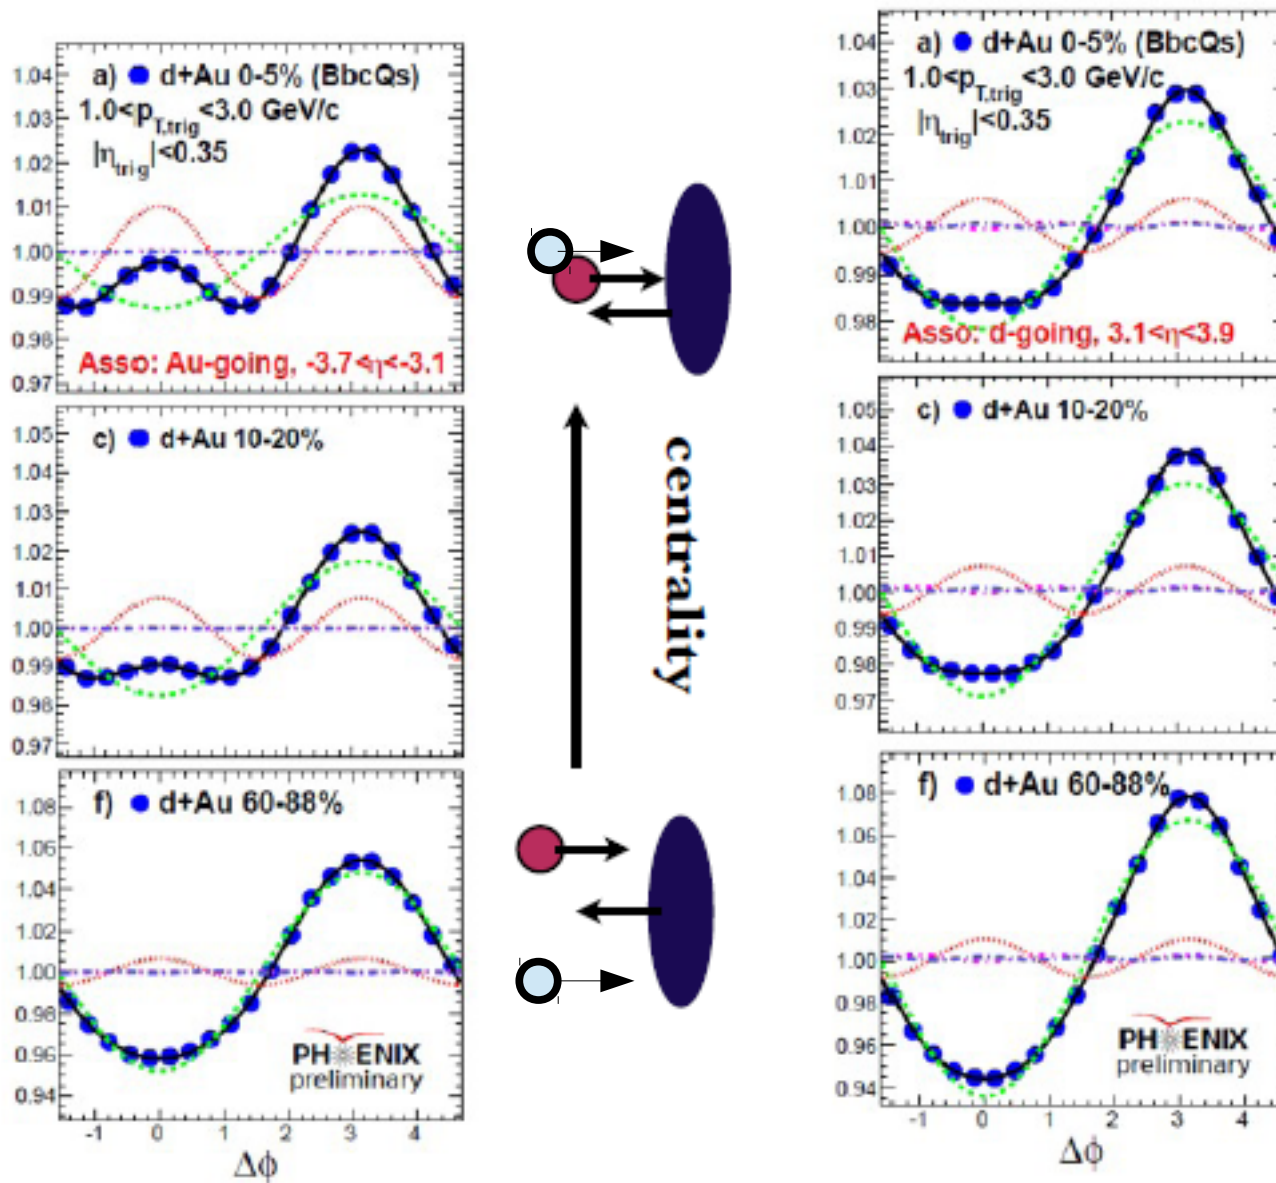 a) d+Au 0-5% (BbcQs)
1.0<pT,trig<3.0 GeV/c
|ηtrig|<0.35
1.04
1.03
1.02
1.01
1.00
0.99
0.98
0.97
Asso: Au-going, -3.7<η<-3.1
c) d+Au 10-20%
1.05
1.04
1.03
1.02
1.01
1.00
0.99
0.98
0.97
f) d+Au 60-88%
1.08
1.06
1.04
1.02
1.00
0.98
0.96
0.94
PHENIX
preliminary
-1 0 1 2 3 4
Δϕ
centrality
a) d+Au 0-5% (BbcQs)
1.0<pT,trig<3.0 GeV/c
|ηtrig|<0.35
1.04
1.03
1.02
1.01
1.00
0.99
0.98
Asso: d-going, 3.1<η<3.9
c) d+Au 10-20%
1.05
1.04
1.03
1.02
1.01
1.00
0.99
0.98
0.97
f) d+Au 60-88%
1.08
1.06
1.04
1.02
1.00
0.98
0.96
0.94
PHENIX
preliminary
-1 0 1 2 3 4
Δϕ